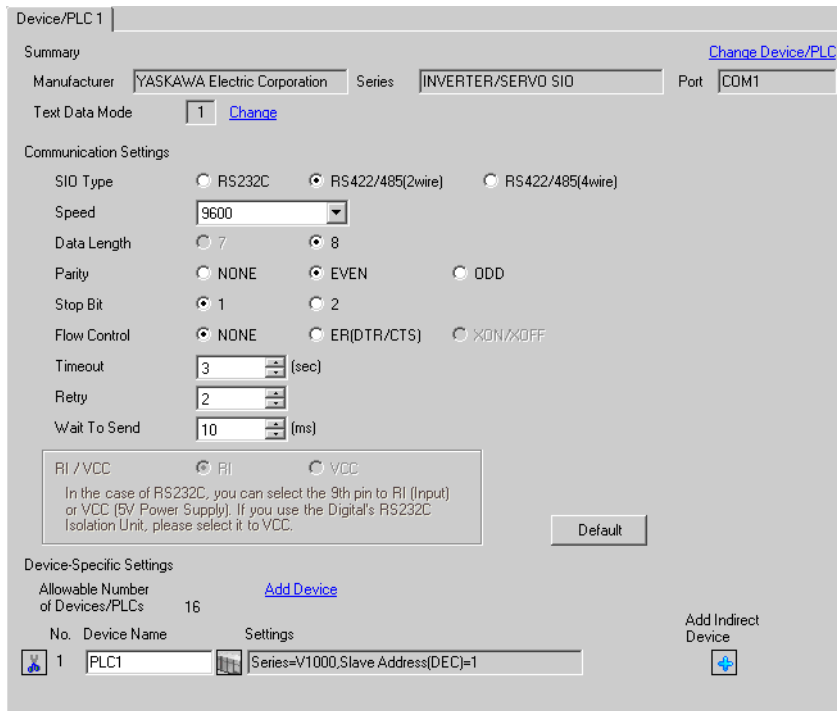 Device/PLC 1
Summary
Change Device/PLC
Manufacturer YASKAWA Electric Corporation Series INVERTER/SERVO SIO Port COM1
Text Data Mode 1 Change
Communication Settings
SIO Type RS232C RS422/485(2wire) RS422/485(4wire)
Speed 9600
Data Length 7 8
Parity NONE EVEN ODD
Stop Bit 1 2
Flow Control NONE ER(DTR/CTS) XON/XOFF
Timeout 3 (sec)
Retry 2
Wait To Send 10 (ms)
RI / VCC RI VCC
In the case of RS232C, you can select the 9th pin to RI (Input)
or VCC (5V Power Supply). If you use the Digital's RS232C
Isolation Unit, please select it to VCC.
Default
Device-Specific Settings
Allowable Number
of Devices/PLCs 16
Add Device
Add Indirect
Device
No. Device Name Settings
1 PLC1 Series=V1000,Slave Address(DEC)=1